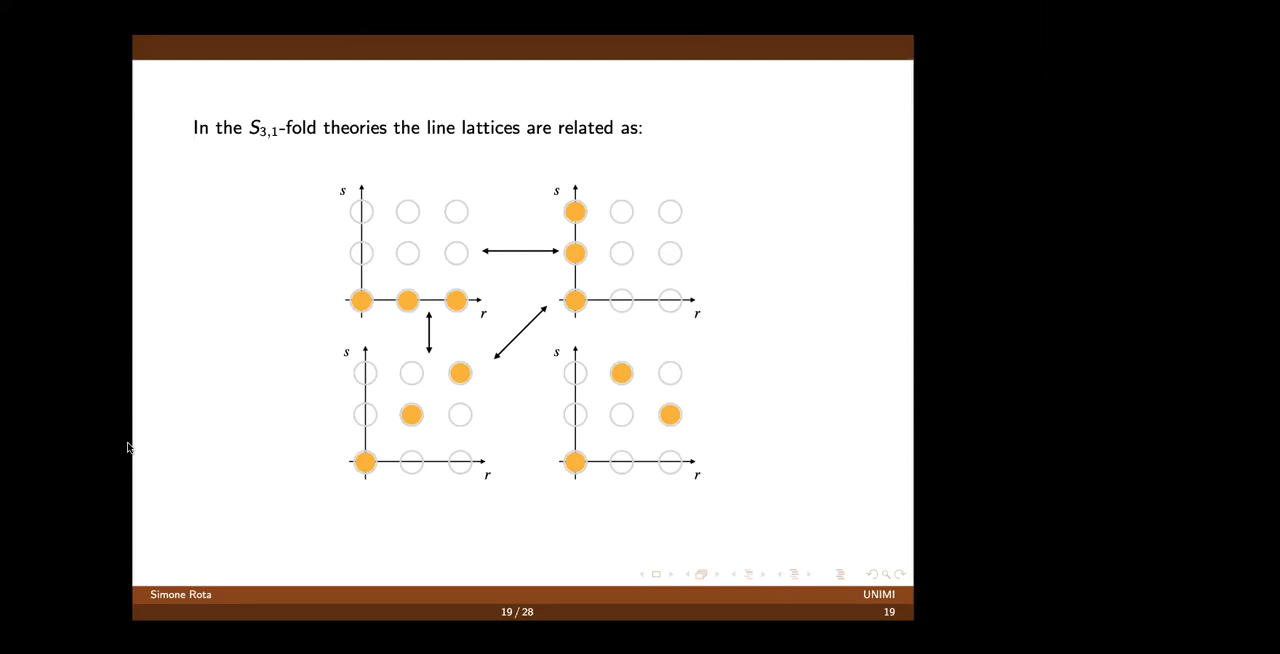 In the S3,1-fold theories the line lattices are related as:
s
s
r
r
s
s
r
r
Simone Rota
UNIMI
19 / 28
19